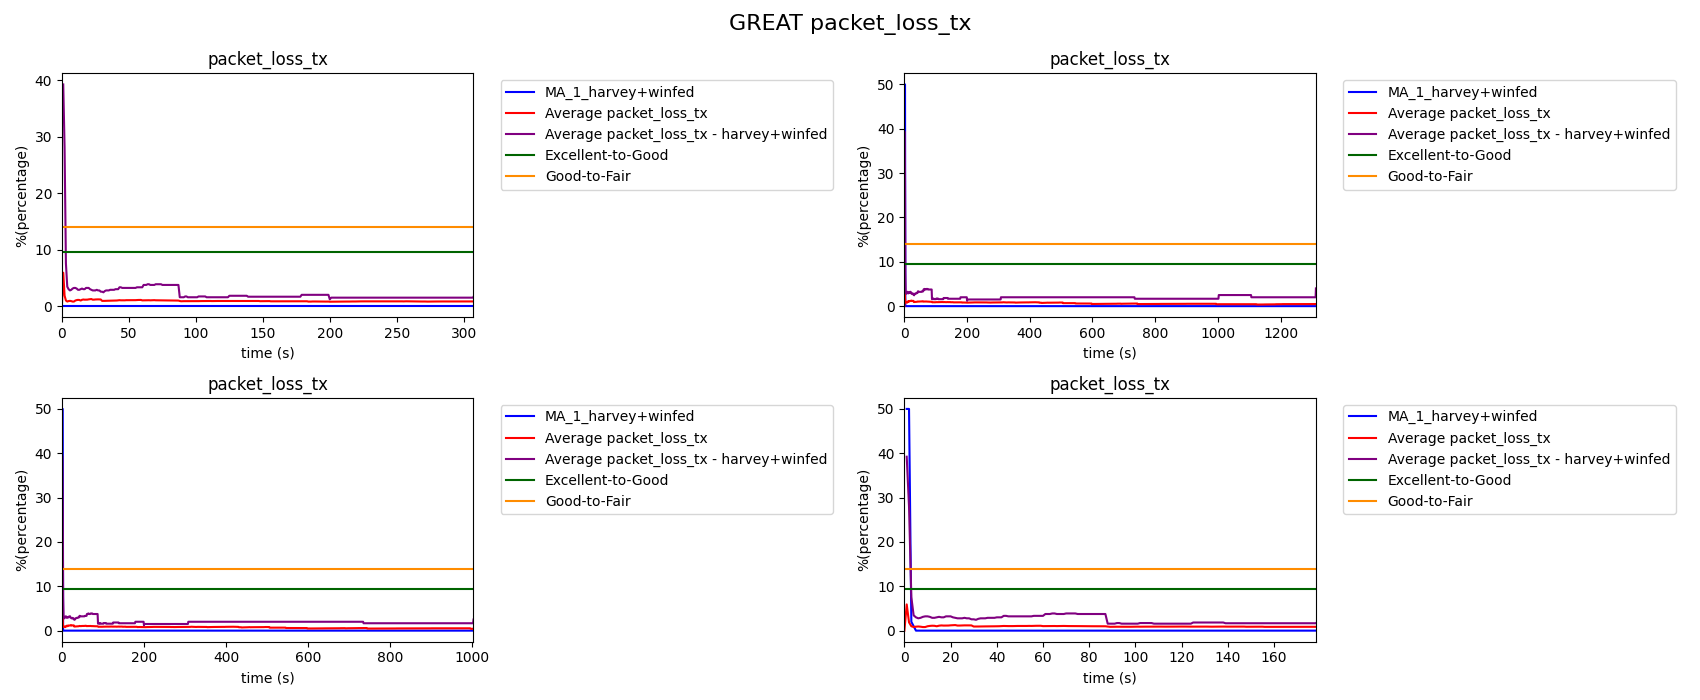 GREAT packet_loss_tx
packet_loss_tx
%(percentage)
40
30
20
10
0
0 50 100 150 200 250 300
time (s)
MA_1_harvey+winfed
Average packet_loss_tx
Average packet_loss_tx - harvey+winfed
Excellent-to-Good
Good-to-Fair
packet_loss_tx
%(percentage)
50
40
30
20
10
0
0 200 400 600 800 1000 1200
time (s)
MA_1_harvey+winfed
Average packet_loss_tx
Average packet_loss_tx - harvey+winfed
Excellent-to-Good
Good-to-Fair
packet_loss_tx
%(percentage)
50
40
30
20
10
0
0 200 400 600 800 1000
time (s)
MA_1_harvey+winfed
Average packet_loss_tx
Average packet_loss_tx - harvey+winfed
Excellent-to-Good
Good-to-Fair
packet_loss_tx
%(percentage)
50
40
30
20
10
0
0 20 40 60 80 100 120 140 160
time (s)
MA_1_harvey+winfed
Average packet_loss_tx
Average packet_loss_tx - harvey+winfed
Excellent-to-Good
Good-to-Fair